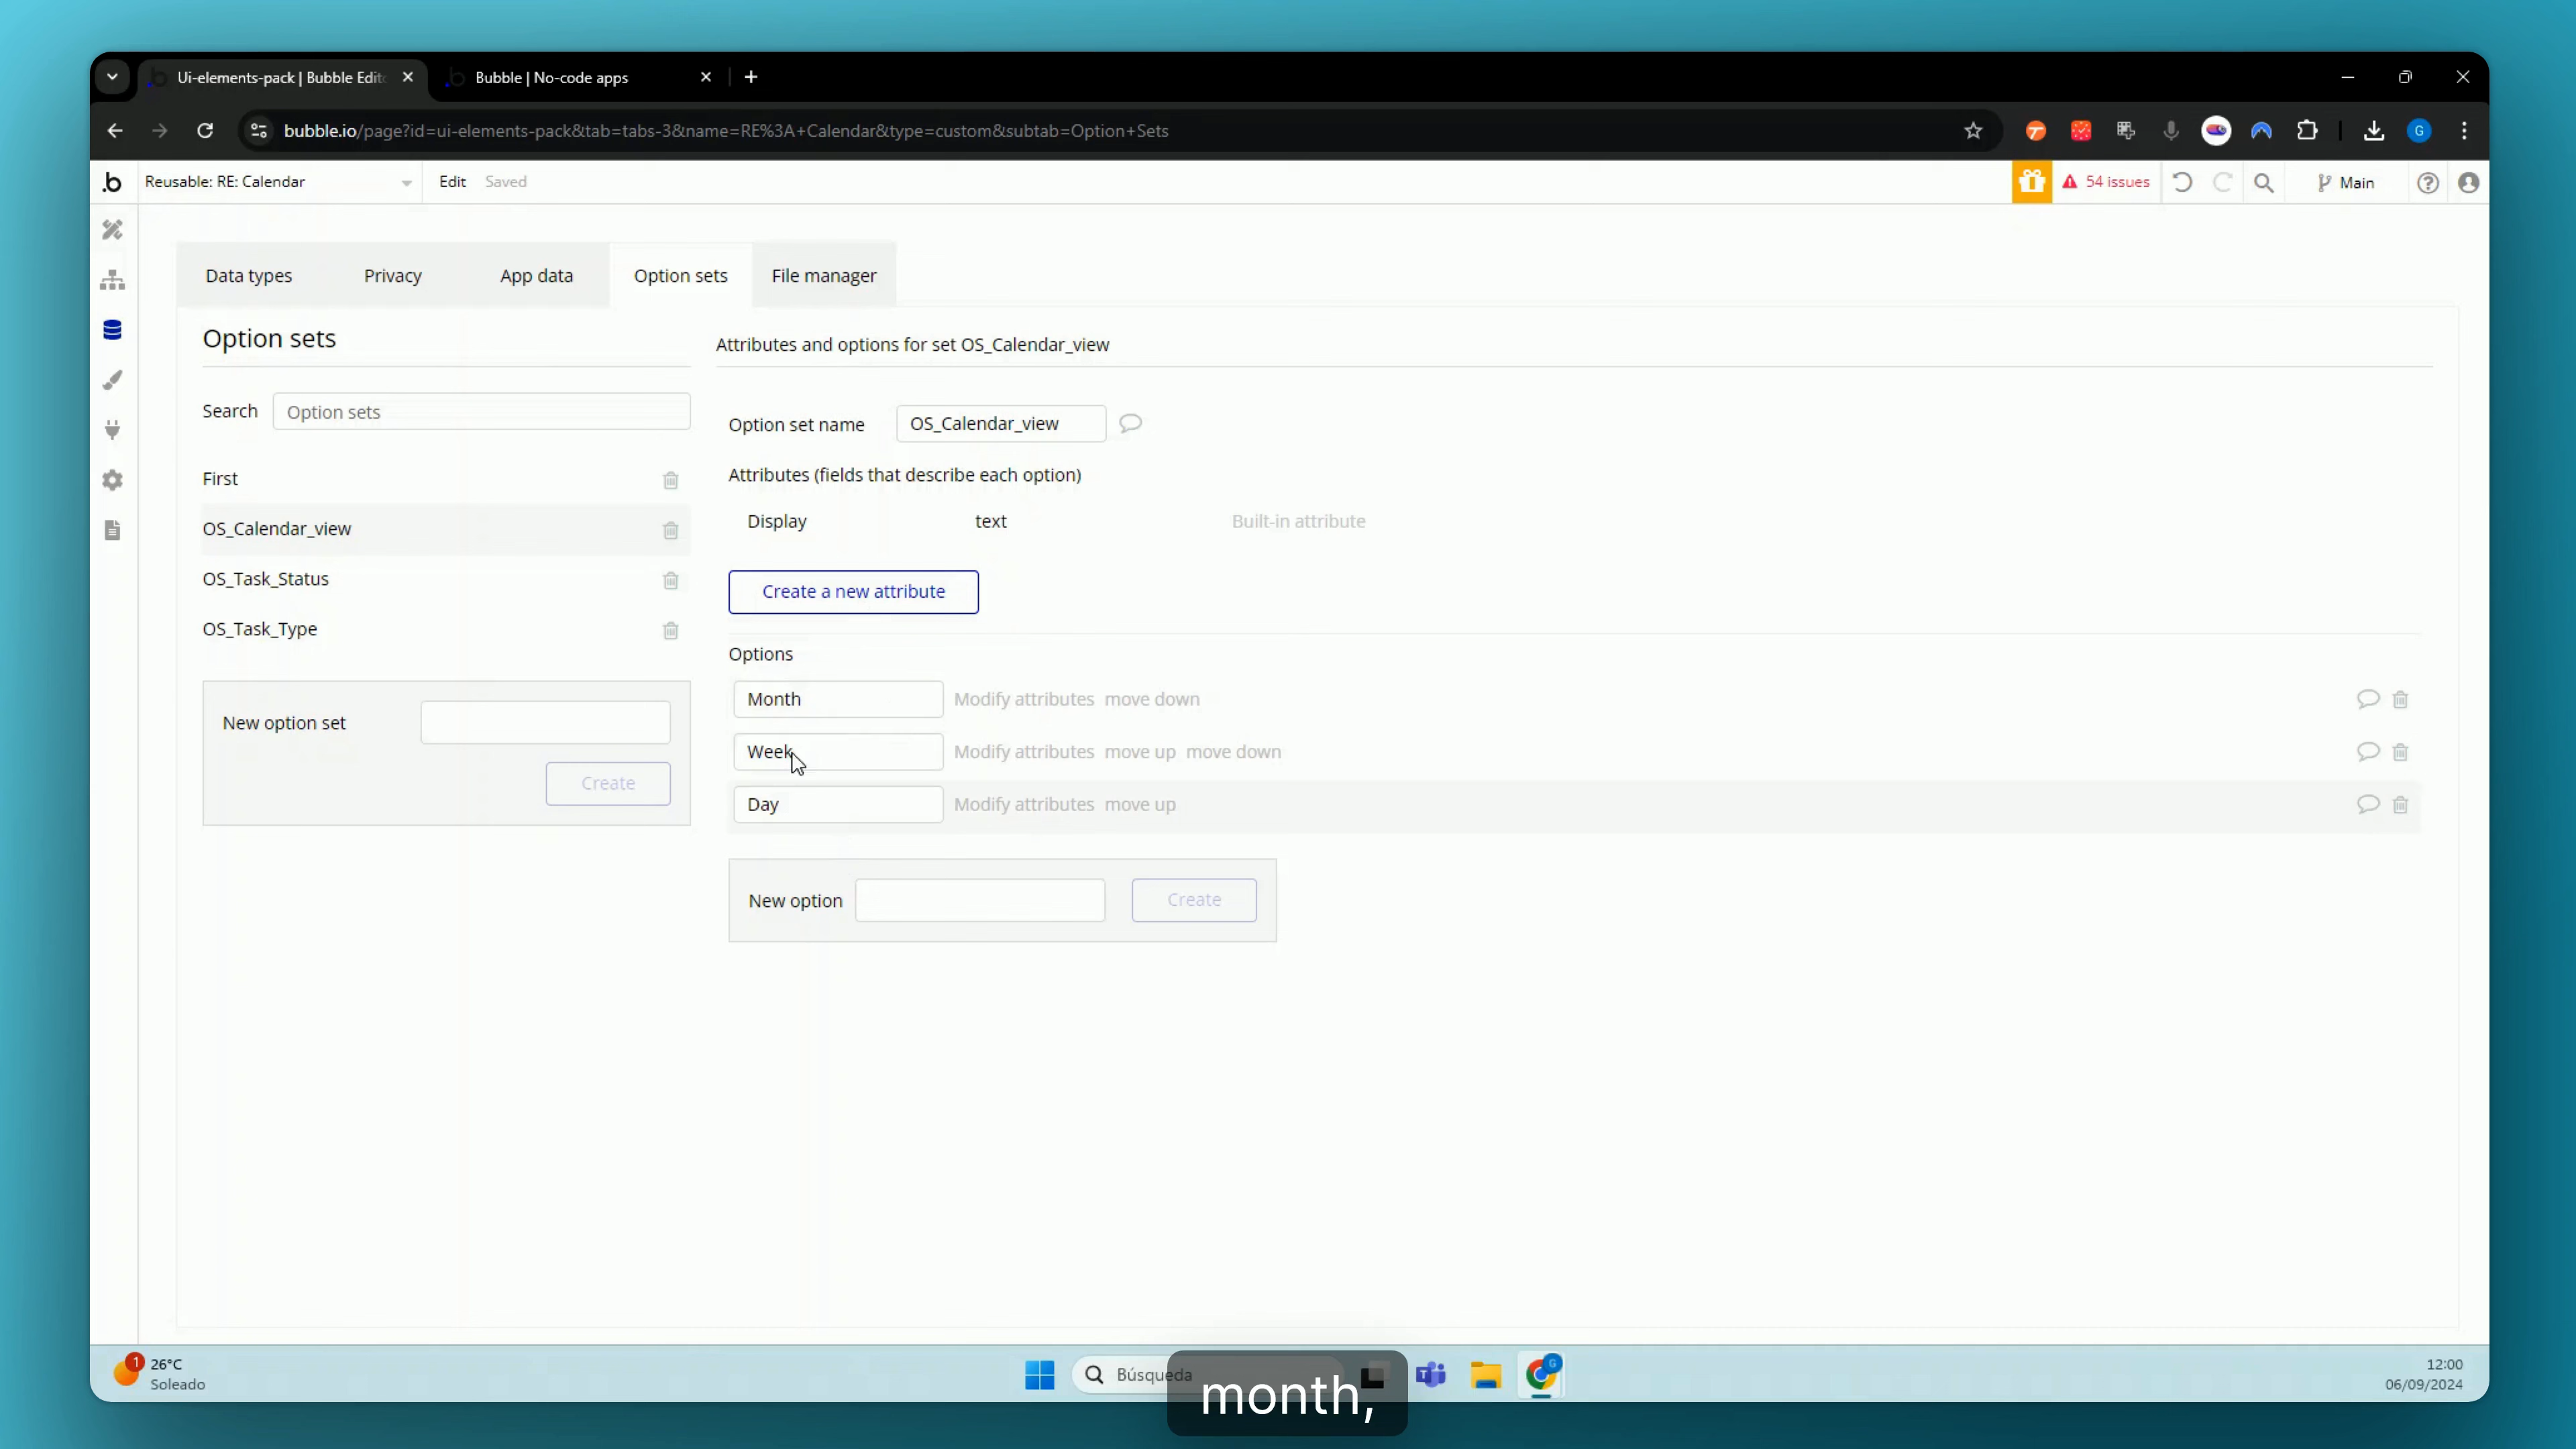 Ui-elements-pack | Bubble Edit
Bubble | No-code apps
bubble.io/page?id=ui-elements-pack&tab=tabs-3&name=RE%3A+Calendar&type=custom&subtab=Option+Sets
G
.b
Reusable: RE: Calendar
Edit
Saved
54 issues
Main
Data types
Privacy
App data
Option sets
File manager
Option sets
Search
Option sets
First
OS_Calendar_view
OS_Task_Status
OS_Task_Type
New option set
Create
Attributes and options for set OS_Calendar_view
Option set name
OS_Calendar_view
Attributes (fields that describe each option)
Display text Built-in attribute
Create a new attribute
Options
Month Modify attributes move down
Week Modify attributes move up move down
Day Modify attributes move up
New option
Create
1
26°C
Soleado
Búsqueda
month,
G
12:00
06/09/2024